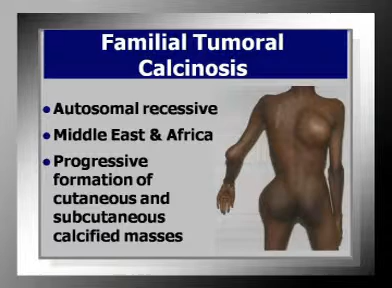 Familial Tumoral
Calcinosis
• Autosomal recessive
• Middle East & Africa
• Progressive
formation of
cutaneous and
subcutaneous
calcified masses